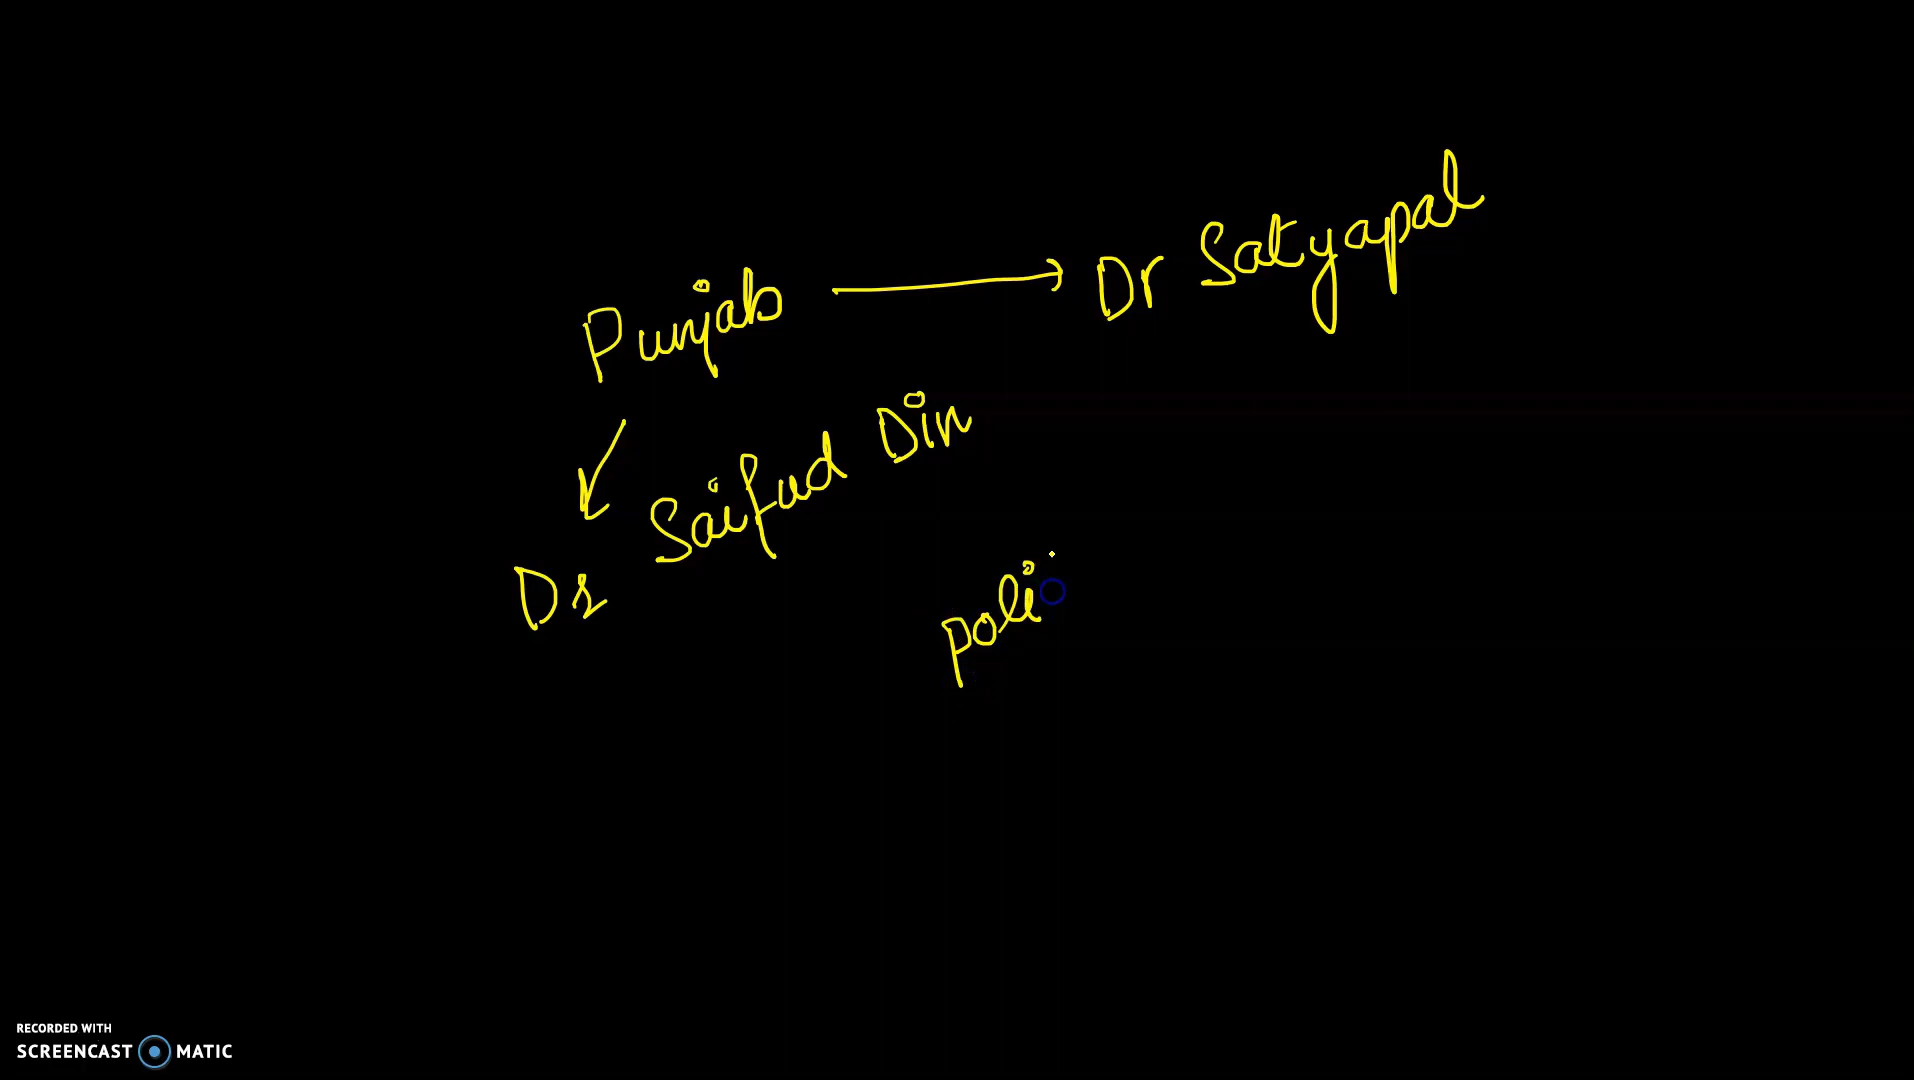 Punjab → Dr Satyapal
Dr Saifud Din
poli
RECORDED WITH
SCREENCAST MATIC